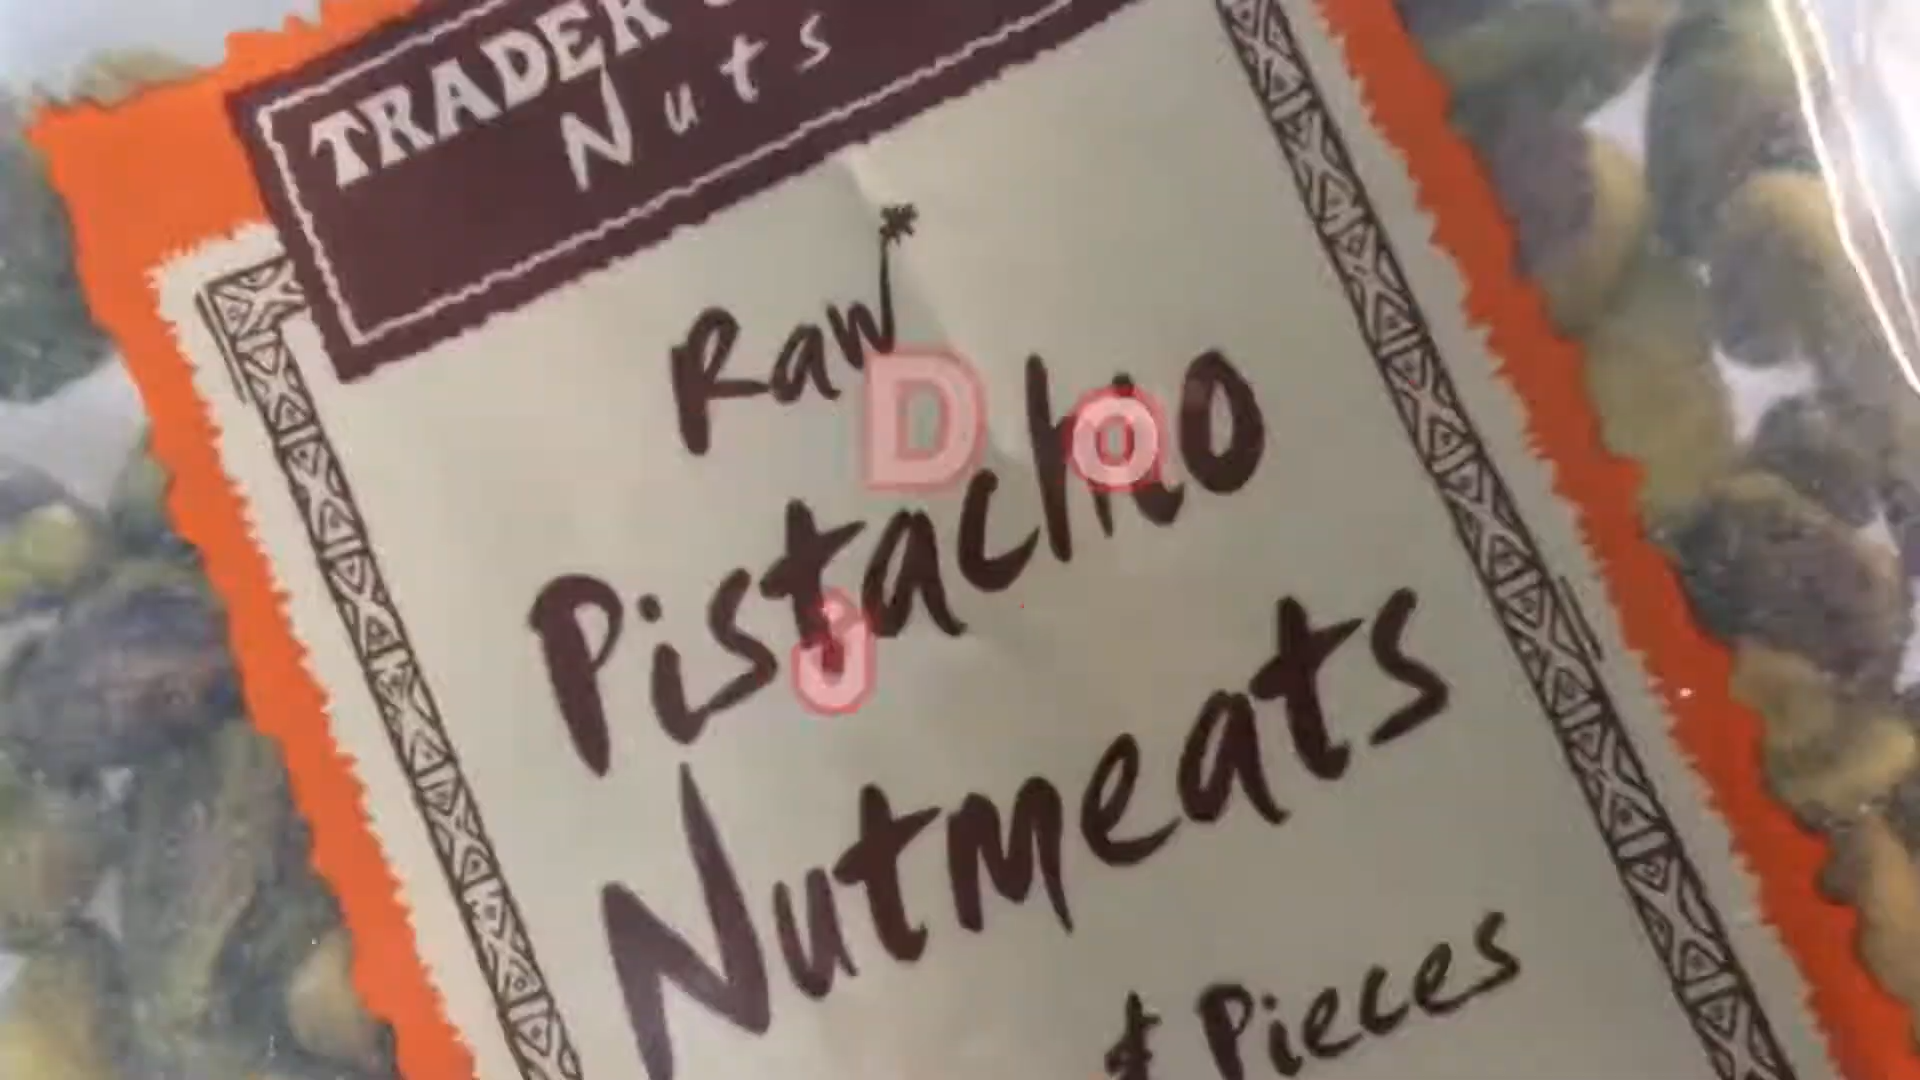 TRADER
Nuts
Raw
D o
Pistachio
J
Nutmeats
& Pieces